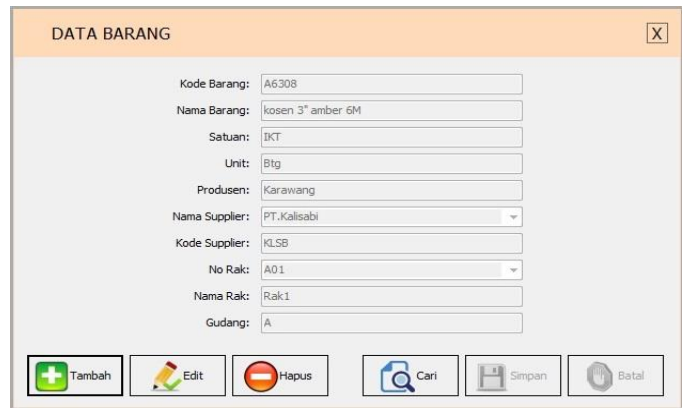 DATA BARANG X
Kode Barang: A6308
Nama Barang: kosen 3" amber 6M
Satuan: IKT
Unit: Btg
Produsen: Karawang
Nama Supplier: PT.Kalisabi
Kode Supplier: KLSB
No Rak: A01
Nama Rak: Rak1
Gudang: A
Tambah Edit Hapus Cari Simpan Batal